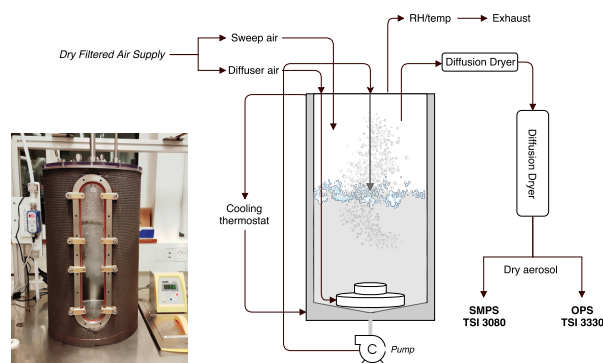 RH/temp
Exhaust
Sweep air
Dry Filtered Air Supply
Diffuser air
Diffusion Dryer
Diffusion Dryer
Cooling
thermostat
Dry aerosol
SMPS
TSI 3080
OPS
TSI 3330
C
Pump